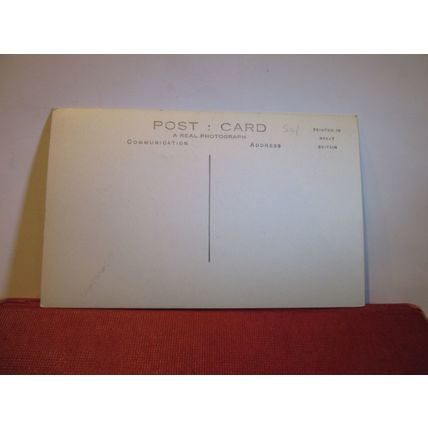 POST : CARD
A REAL PHOTOGRAPH
COMMUNICATION
ADDRESS
PRINTED IN
GREAT
BRITAIN